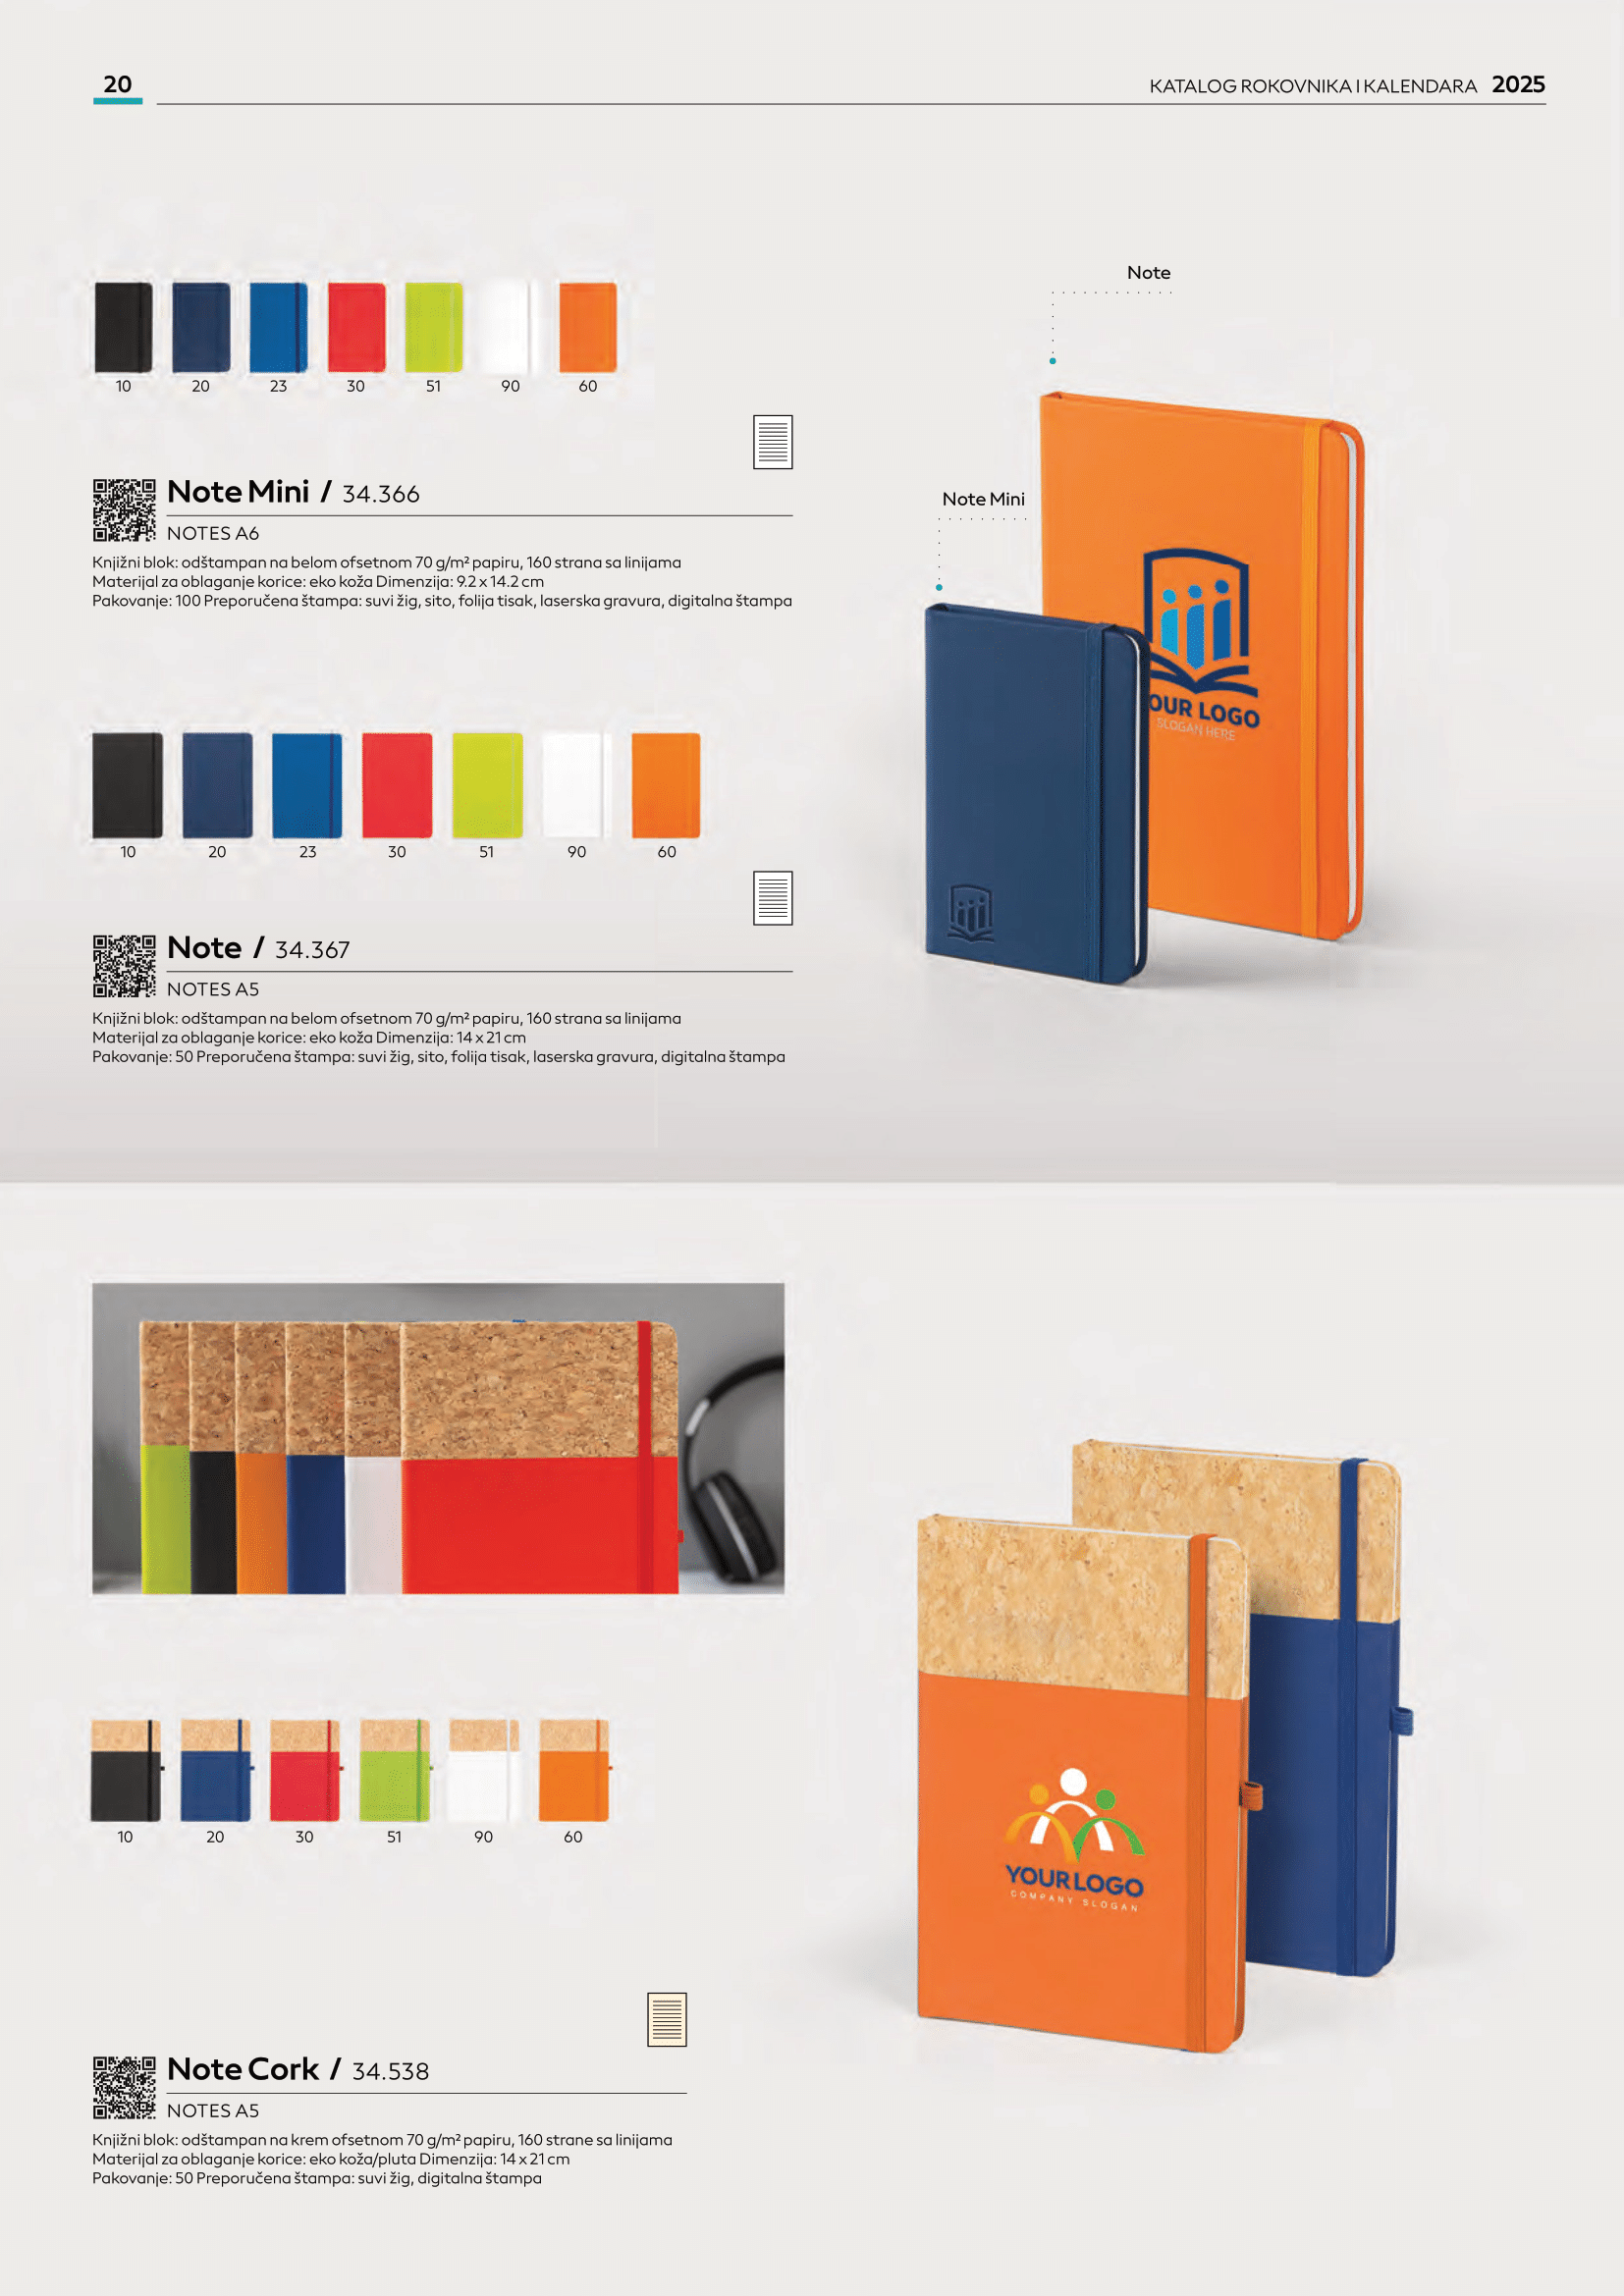 20
KATALOG ROKOVNIKA I KALENDARA 2025
10 20 23 30 51 90 60
Note Mini / 34.366
NOTES A6
Knjižni blok: odštampan na belom ofsetnom 70 g/m² papiru, 160 strana sa linijama
Materijal za oblaganje korice: eko koža Dimenzija: 9.2 x 14.2 cm
Pakovanje: 100 Preporučena štampa: suvi žig, sito, folija tisak, laserska gravura, digitalna štampa
10 20 23 30 51 90 60
Note / 34.367
NOTES A5
Knjižni blok: odštampan na belom ofsetnom 70 g/m² papiru, 160 strana sa linijama
Materijal za oblaganje korice: eko koža Dimenzija: 14 x 21 cm
Pakovanje: 50 Preporučena štampa: suvi žig, sito, folija tisak, laserska gravura, digitalna štampa
Note
Note Mini
OUR LOGO
SLOGAN HERE
10 20 30 51 90 60
Note Cork / 34.538
NOTES A5
Knjižni blok: odštampan na krem ofsetnom 70 g/m² papiru, 160 strane sa linijama
Materijal za oblaganje korice: eko koža/pluta Dimenzija: 14 x 21 cm
Pakovanje: 50 Preporučena štampa: suvi žig, digitalna štampa
YOUR LOGO
COMPANY SLOGAN